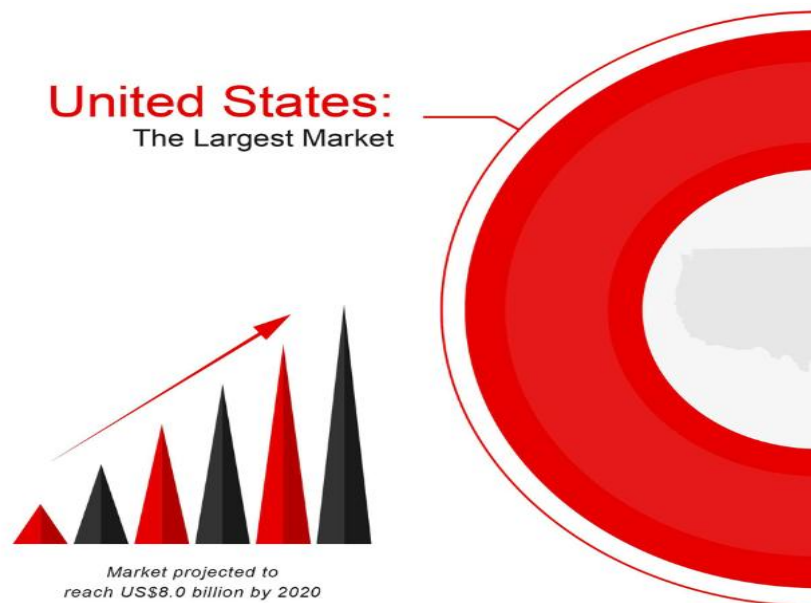 United States:
The Largest Market
Market projected to
reach US$8.0 billion by 2020